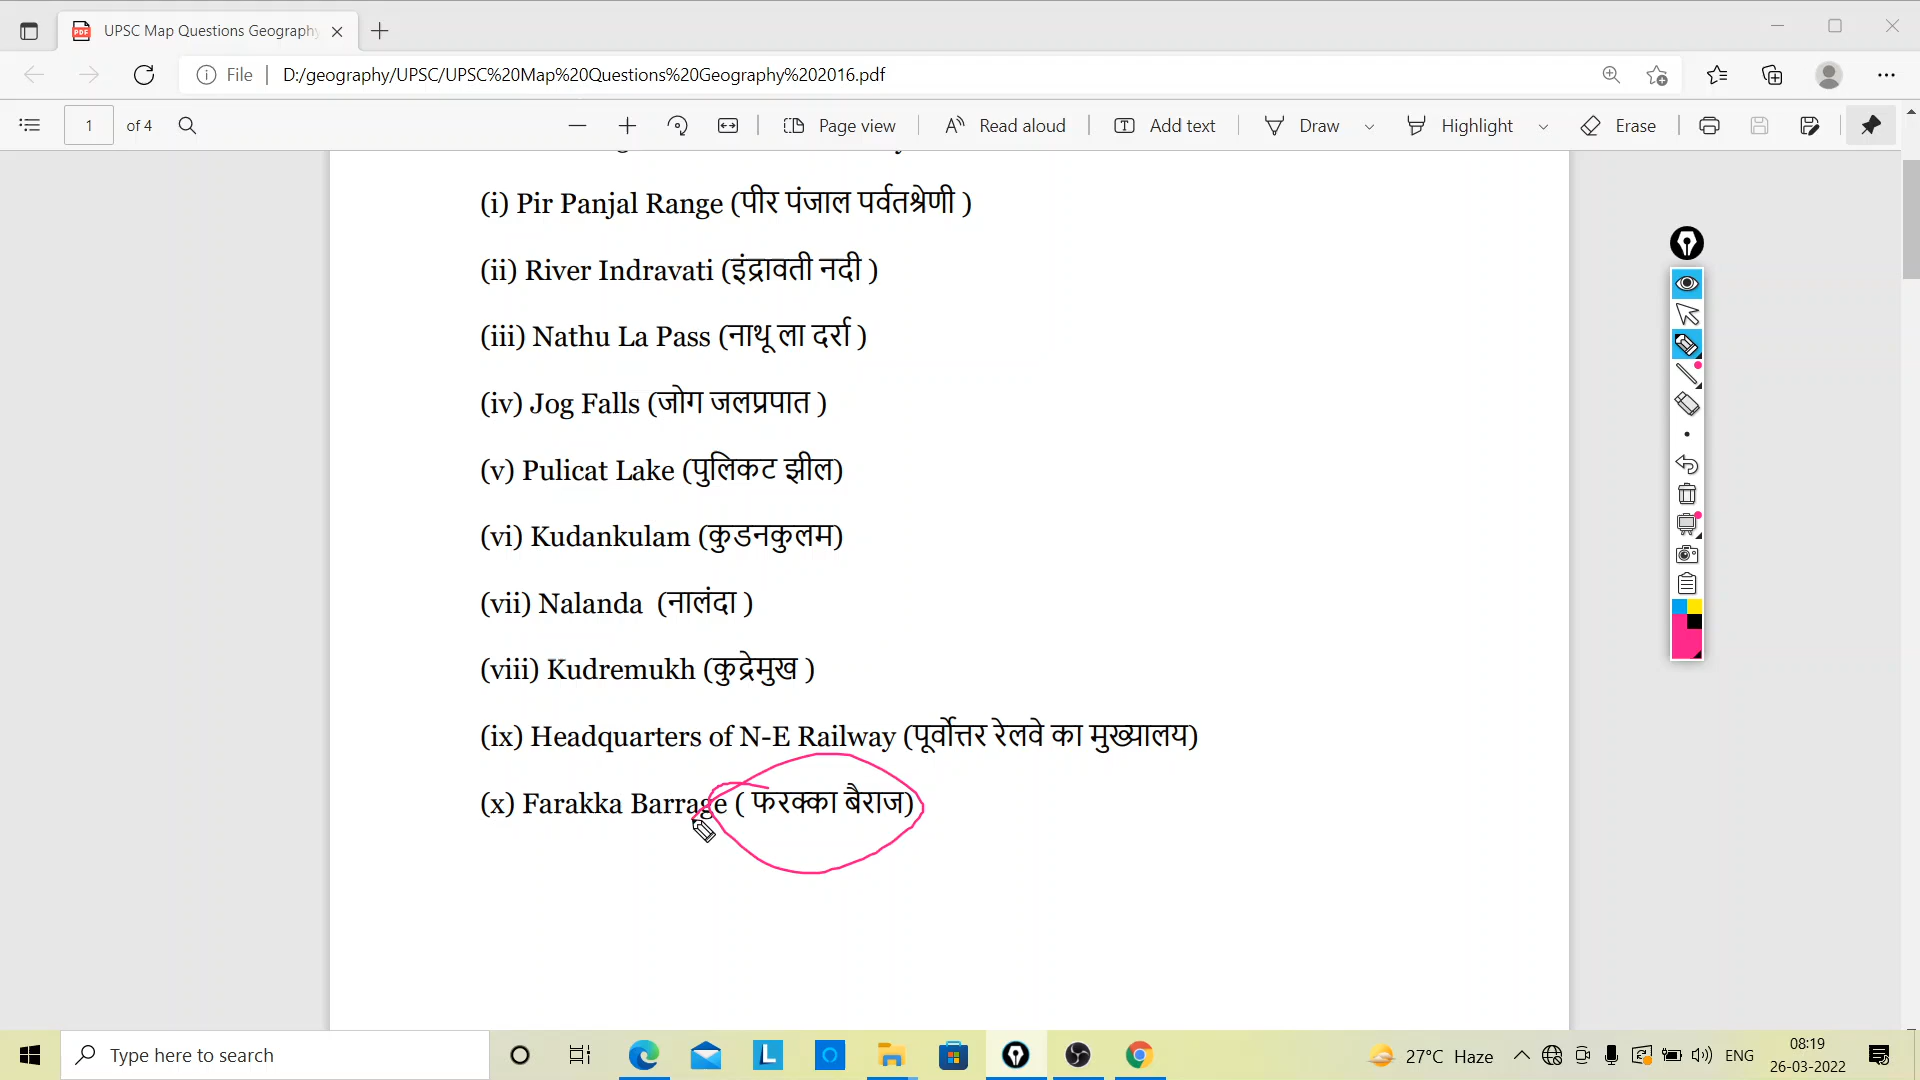 UPSC Map Questions Geography
File
D:/geography/UPSC/UPSC%20Map%20Questions%20Geography%202016.pdf
1 of 4
Page view
Read aloud
Add text
Draw
Highlight
Erase
(i) Pir Panjal Range (पीर पंजाल पर्वतश्रेणी )
(ii) River Indravati (इंद्रावती नदी )
(iii) Nathu La Pass (नाथू ला दर्रा )
(iv) Jog Falls (जोग जलप्रपात )
(v) Pulicat Lake (पुलिकट झील)
(vi) Kudankulam (कुडनकुलम)
(vii) Nalanda (नालंदा )
(viii) Kudremukh (कुद्रेमुख )
(ix) Headquarters of N-E Railway (पूर्वोत्तर रेलवे का मुख्यालय)
(x) Farakka Barrage ( फरक्का बैराज)
Type here to search
27°C Haze
ENG
08:19
26-03-2022